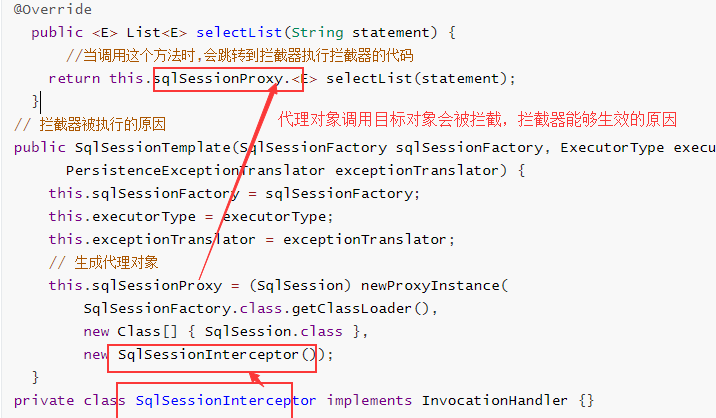 @Override
public <E> List<E> selectList(String statement) {
//当调用这个方法时,会跳转到拦截器执行拦截器的代码
return this.sqlSessionProxy.<E> selectList(statement);
}
代理对象调用目标对象会被拦截，拦截器能够生效的原因
// 拦截器被执行的原因
public SqlSessionTemplate(SqlSessionFactory sqlSessionFactory, ExecutorType execu
PersistenceExceptionTranslator exceptionTranslator) {
this.sqlSessionFactory = sqlSessionFactory;
this.executorType = executorType;
this.exceptionTranslator = exceptionTranslator;
// 生成代理对象
this.sqlSessionProxy = (SqlSession) newProxyInstance(
SqlSessionFactory.class.getClassLoader(),
new Class[] { SqlSession.class },
new SqlSessionInterceptor());
}
private class SqlSessionInterceptor implements InvocationHandler {}